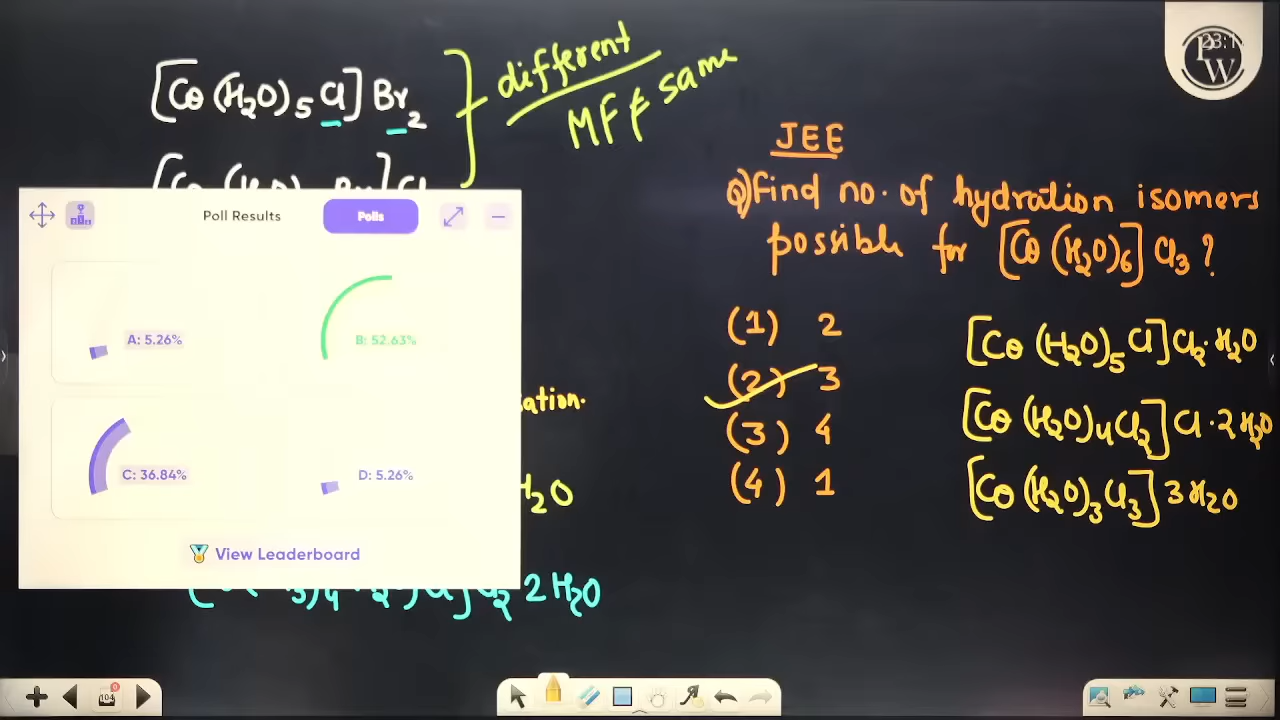 [Co(H₂O)₅Cl]Br₂
different
MF ≠ same
JEE
Q) Find no. of hydration isomers
possible for [Co(H₂O)₆]Cl₃?
(1) 2
(2) 3
(3) 4
(4) 1
[Co(H₂O)₅Cl]Cl₂·H₂O
[Co(H₂O)₄Cl₂]Cl·2H₂O
[Co(H₂O)₃Cl₃]3H₂O
Poll Results
Polls
A: 5.26%
B: 52.63%
C: 36.84%
D: 5.26%
View Leaderboard
H₂O
2H₂O
PW
104